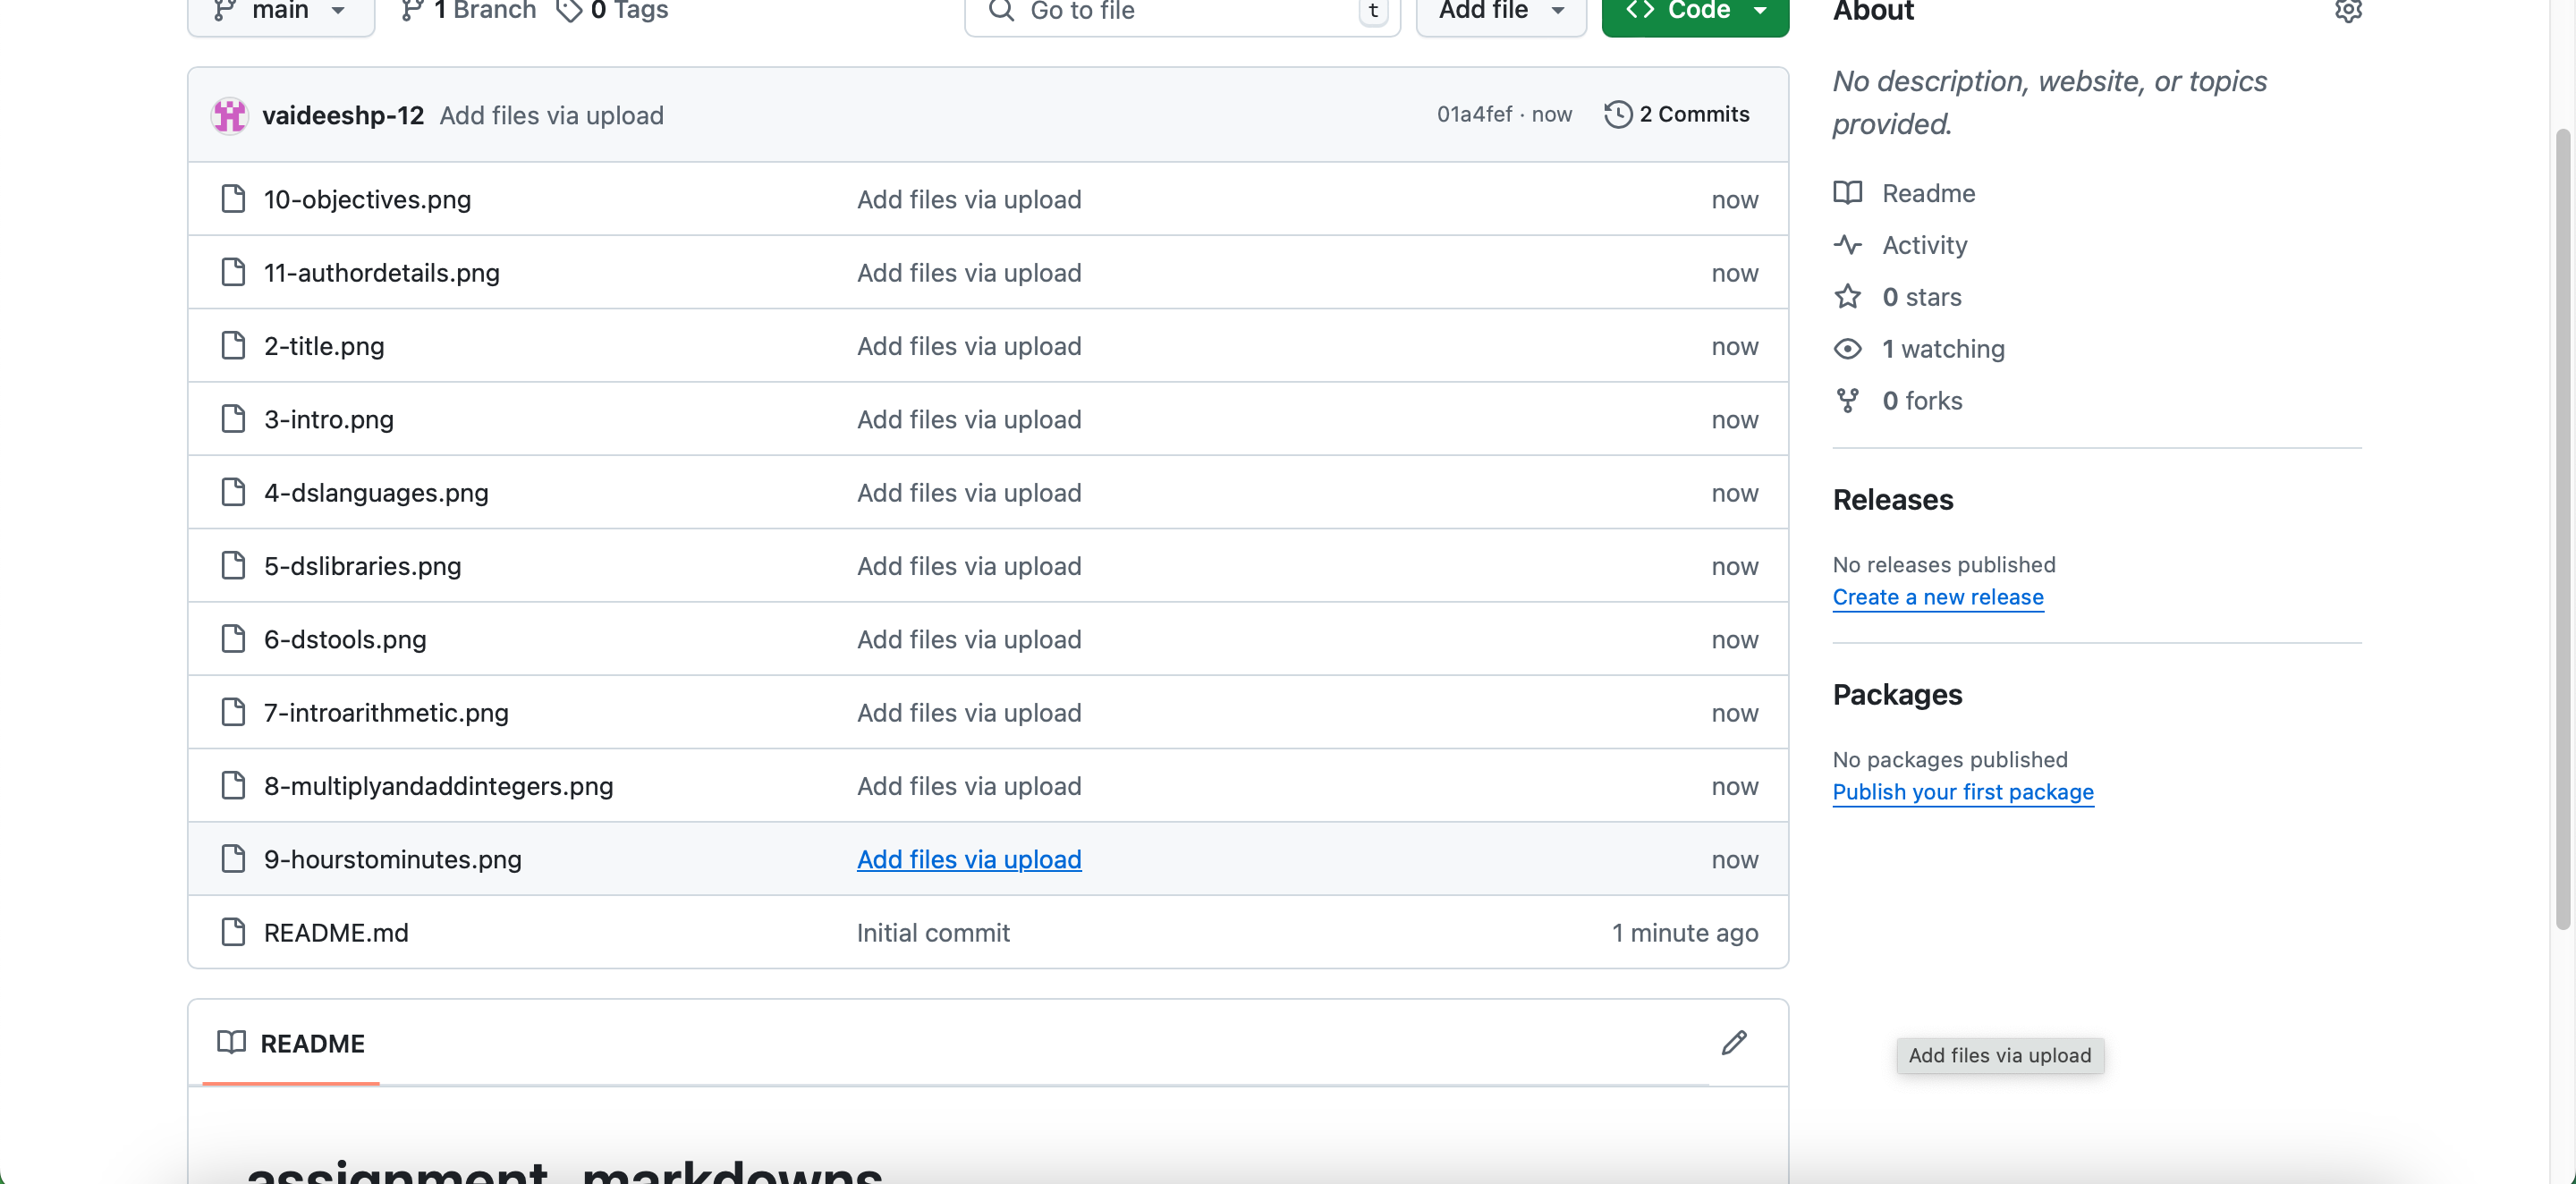 main
1 Branch
0 Tags
Go to file
t
Add file
Code
vaideeshp-12
Add files via upload
01a4fef · now
2 Commits
10-objectives.png
Add files via upload
now
11-authordetails.png
Add files via upload
now
2-title.png
Add files via upload
now
3-intro.png
Add files via upload
now
4-dslanguages.png
Add files via upload
now
5-dslibraries.png
Add files via upload
now
6-dstools.png
Add files via upload
now
7-introarithmetic.png
Add files via upload
now
8-multiplyandaddintegers.png
Add files via upload
now
9-hourstominutes.png
Add files via upload
now
README.md
Initial commit
1 minute ago
README
assignment_markdowns
About
No description, website, or topics
provided.
Readme
Activity
0 stars
1 watching
0 forks
Releases
No releases published
Create a new release
Packages
No packages published
Publish your first package
Add files via upload